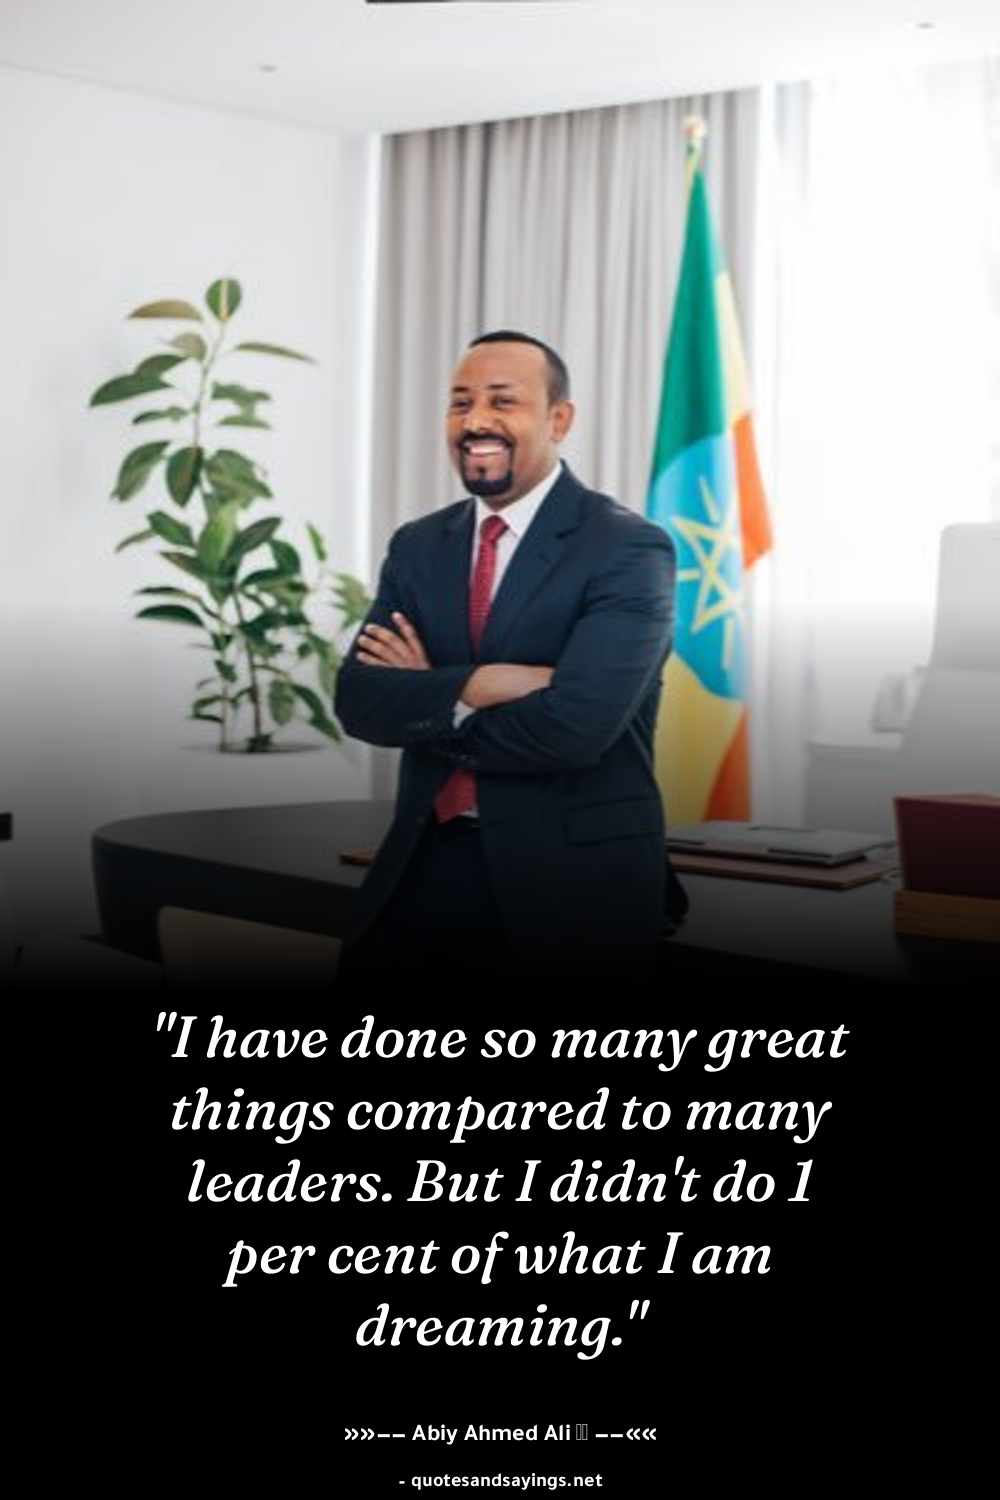 "I have done so many great
things compared to many
leaders. But I didn't do 1
per cent of what I am
dreaming."
»»−− Abiy Ahmed Ali −−««
- quotesandsayings.net